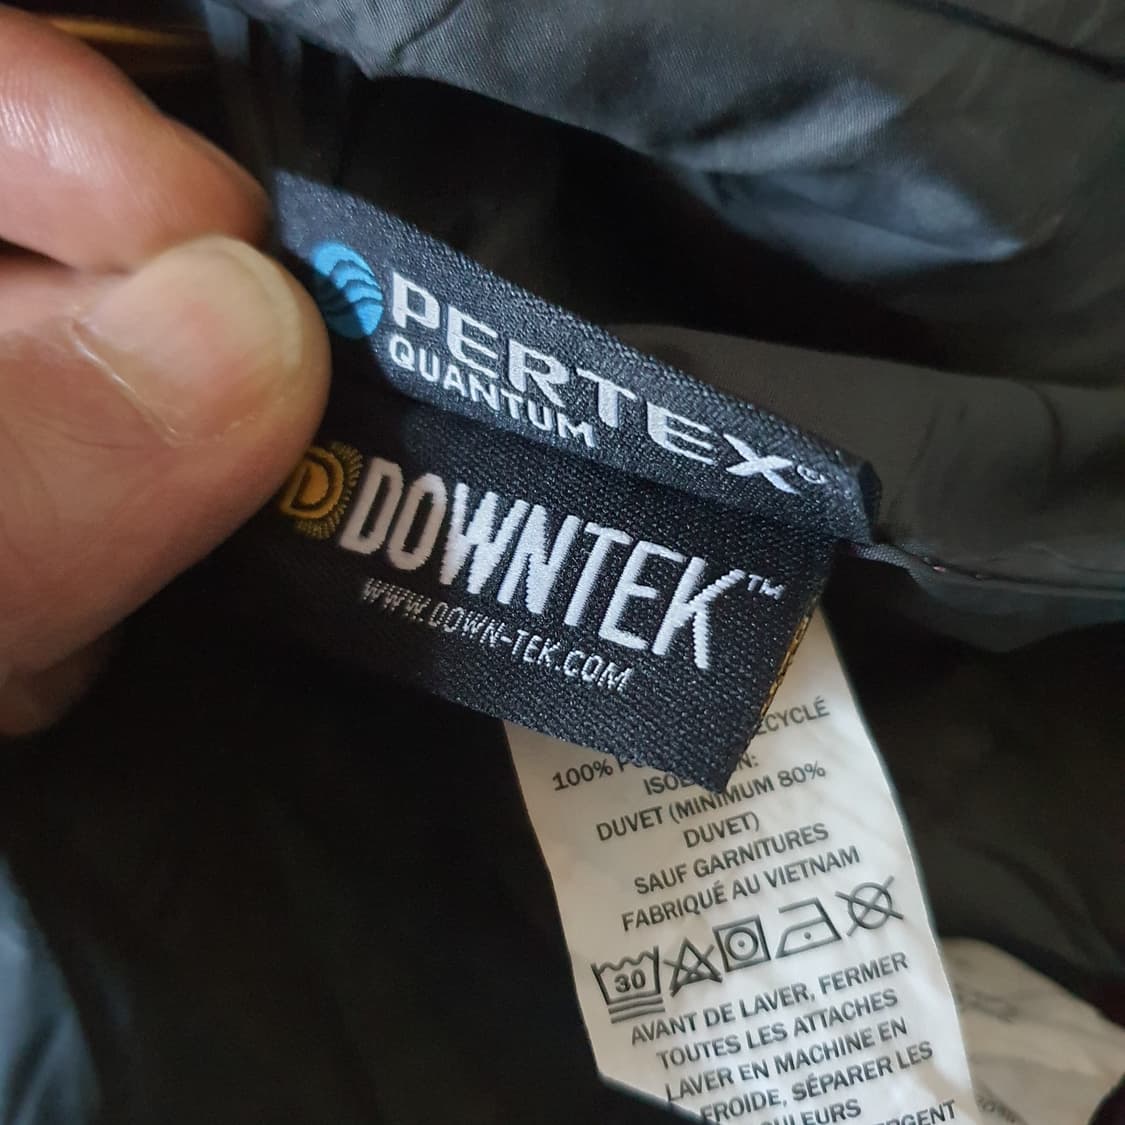 PERTEX®
QUANTUM
D DOWNTEK™
WWW.DOWN-TEK.COM
100%
DUVET (MINIMUM 80%
DUVET)
SAUF GARNITURES
FABRIQUÉ AU VIETNAM
30
AVANT DE LAVER, FERMER
TOUTES LES ATTACHES
LAVER EN MACHINE EN
FROIDE, SÉPARER LES